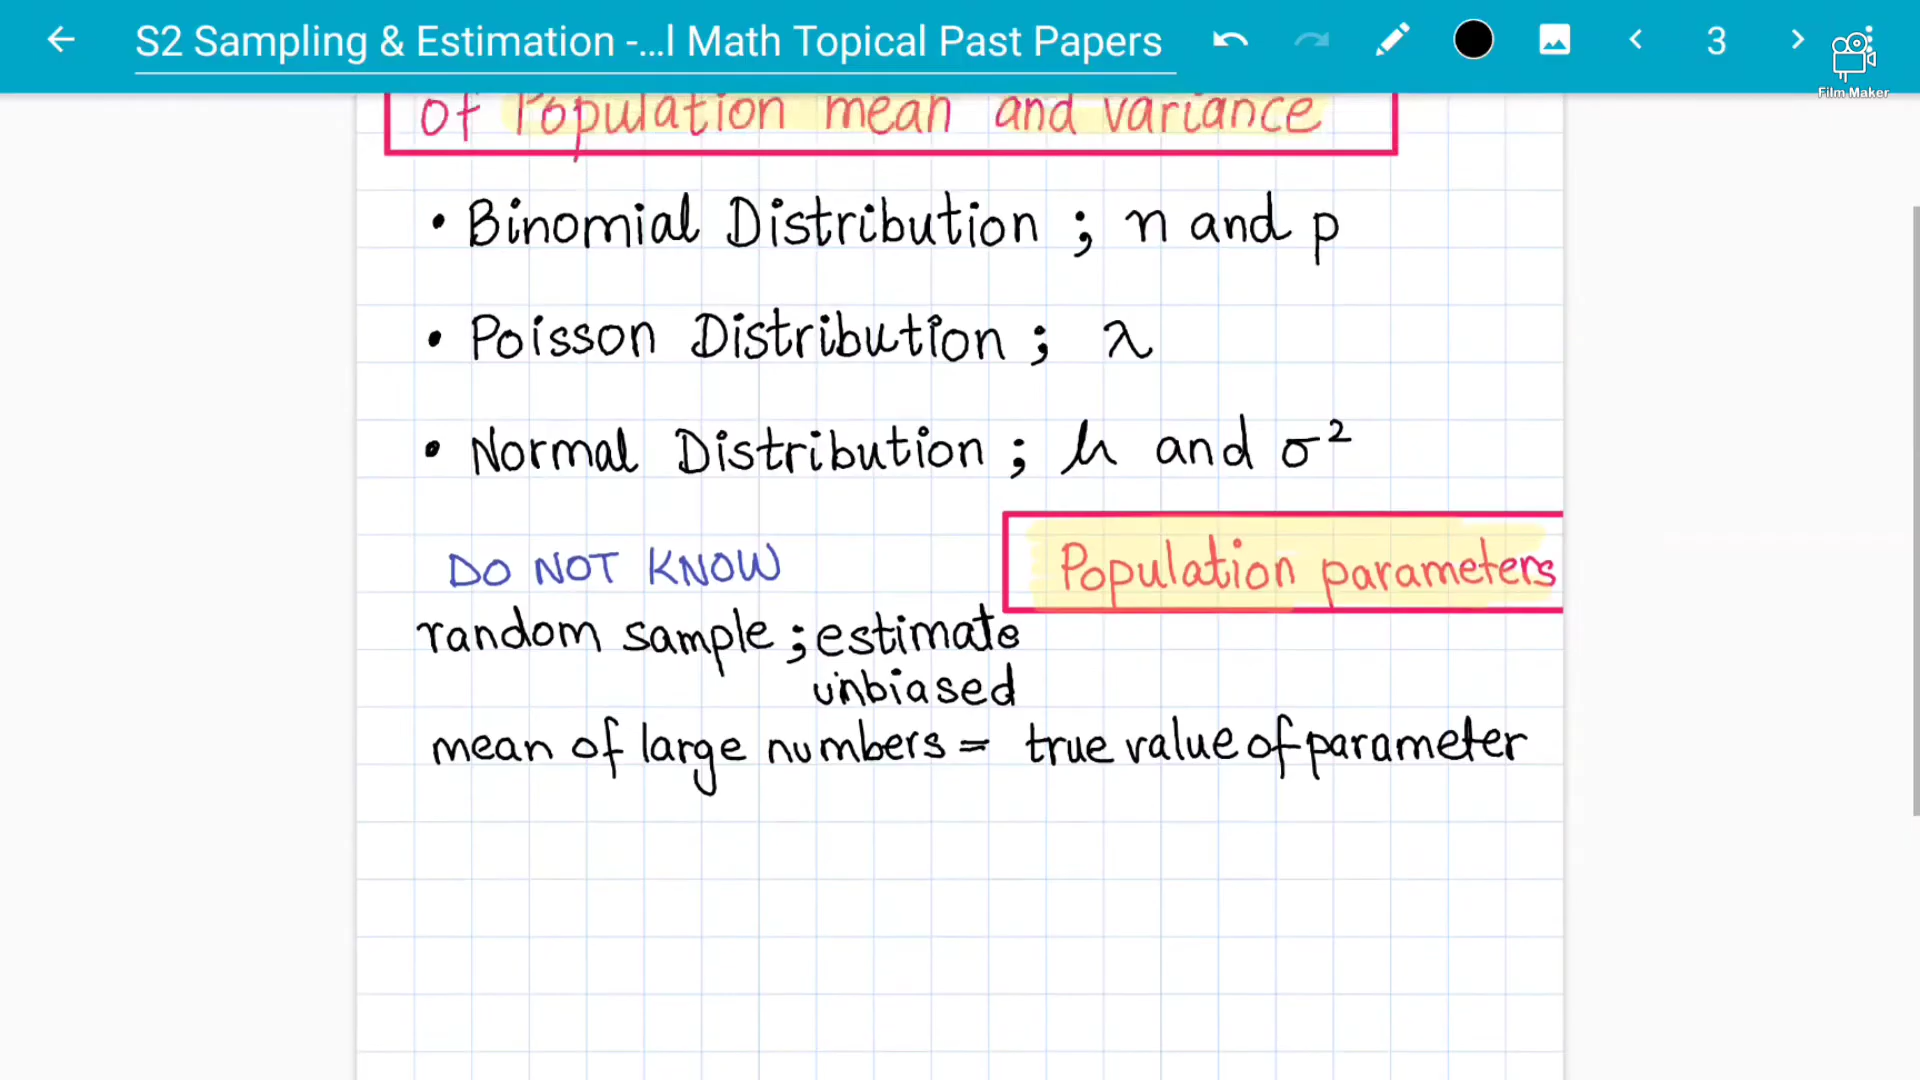 S2 Sampling & Estimation -...l Math Topical Past Papers
3
Film Maker
of Population mean and variance
• Binomial Distribution ; n and p
• Poisson Distribution ; λ
• Normal Distribution ; μ and σ²
DO NOT KNOW
Population parameters
random sample ; estimate
unbiased
mean of large numbers = true value of parameter